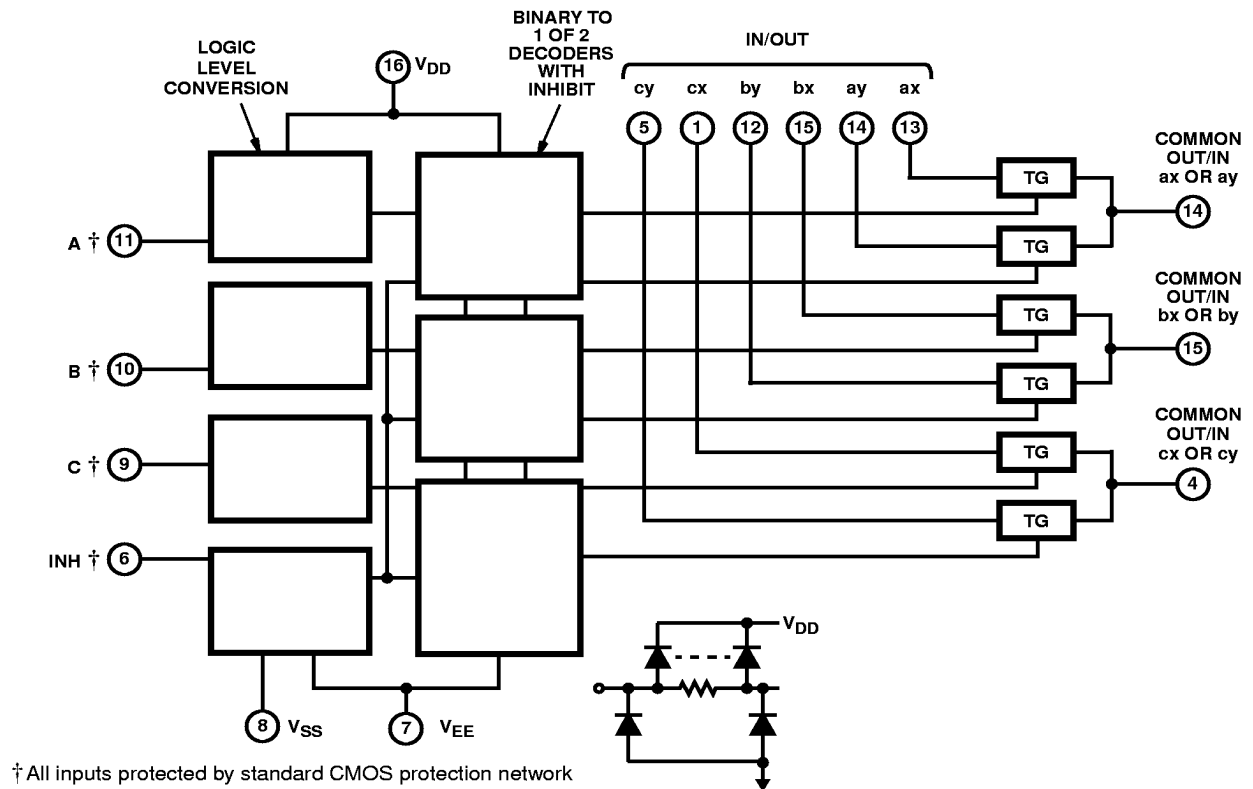 LOGIC
LEVEL
CONVERSION
16 VDD
BINARY TO
1 OF 2
DECODERS
WITH
INHIBIT
IN/OUT
cy cx by bx ay ax
5 1 12 15 14 13
COMMON
OUT/IN
ax OR ay
14
TG
TG
A † 11
COMMON
OUT/IN
bx OR by
15
TG
TG
B † 10
COMMON
OUT/IN
cx OR cy
4
TG
TG
C † 9
INH † 6
8 VSS
7 VEE
VDD
† All inputs protected by standard CMOS protection network